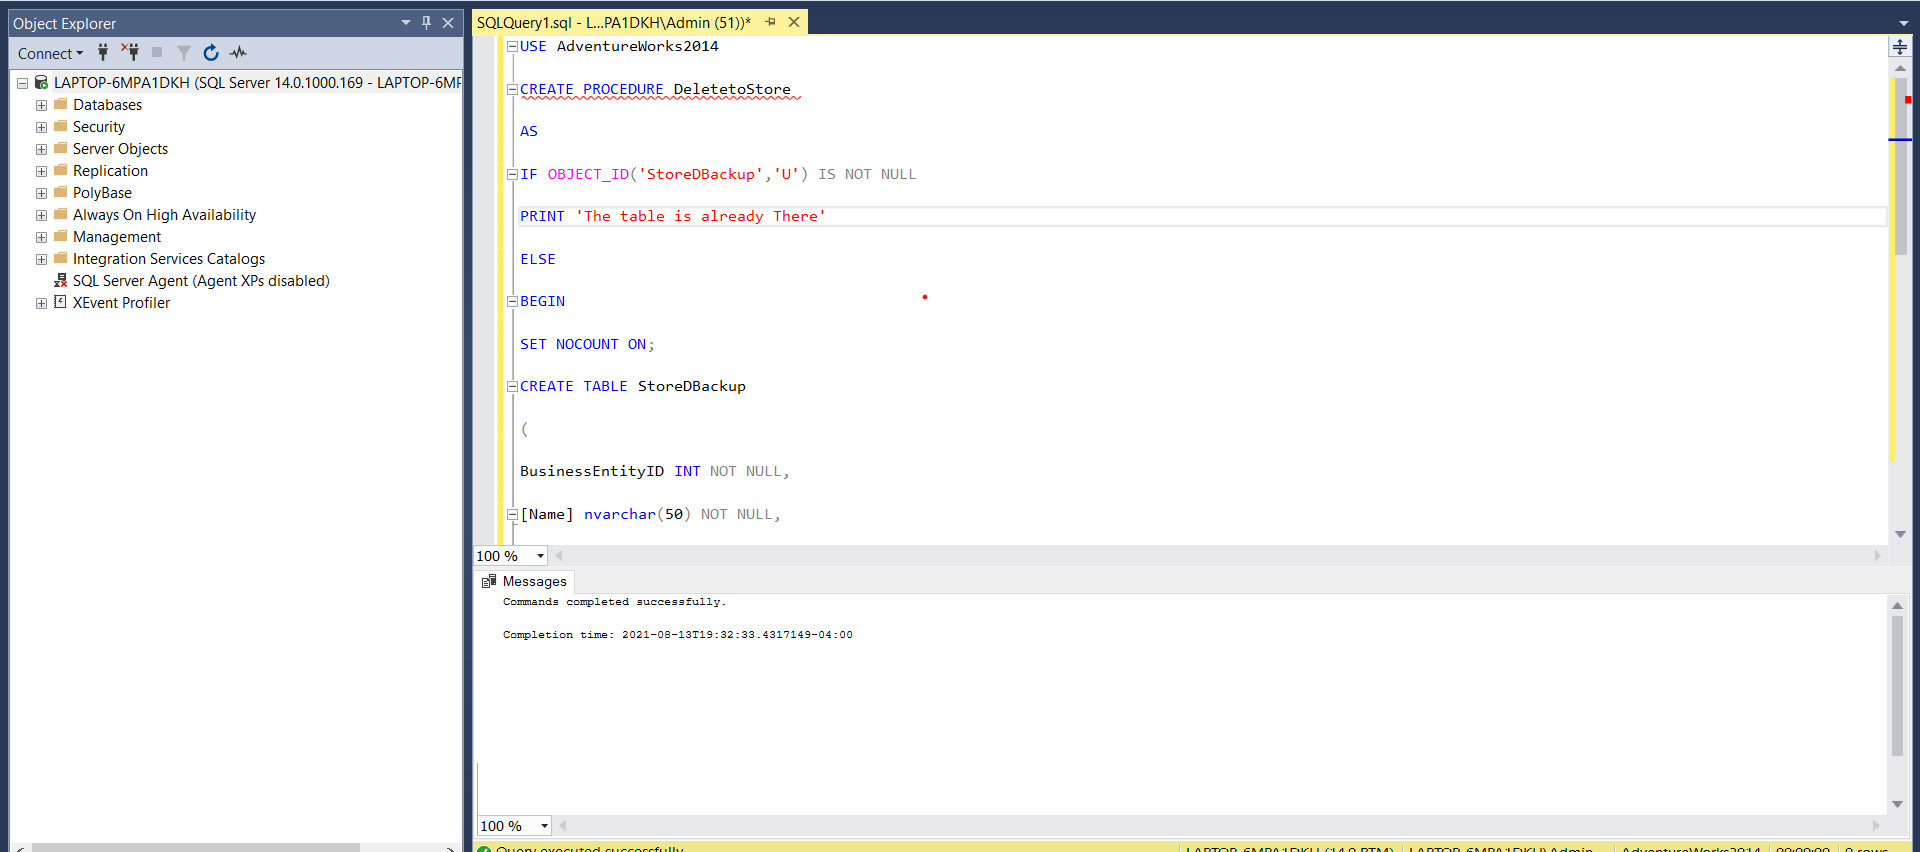 Object Explorer
Connect
LAPTOP-6MPA1DKH (SQL Server 14.0.1000.169 - LAPTOP-6MP
Databases
Security
Server Objects
Replication
PolyBase
Always On High Availability
Management
Integration Services Catalogs
SQL Server Agent (Agent XPs disabled)
XEvent Profiler
SQLQuery1.sql - L...PA1DKH\Admin (51))*
USE AdventureWorks2014
CREATE PROCEDURE DeletetoStore
AS
IF OBJECT_ID('StoreDBackup','U') IS NOT NULL
PRINT 'The table is already There'
ELSE
BEGIN
SET NOCOUNT ON;
CREATE TABLE StoreDBackup
(
BusinessEntityID INT NOT NULL,
[Name] nvarchar(50) NOT NULL,
100 %
Messages
Commands completed successfully.
Completion time: 2021-08-13T19:32:33.4317149-04:00
100 %
Query executed successfully
LAPTOP-6MPA1DKH (14.0 RTM)
LAPTOP-6MPA1DKH\Admin
AdventureWorks2014
00:00:00
0 rows